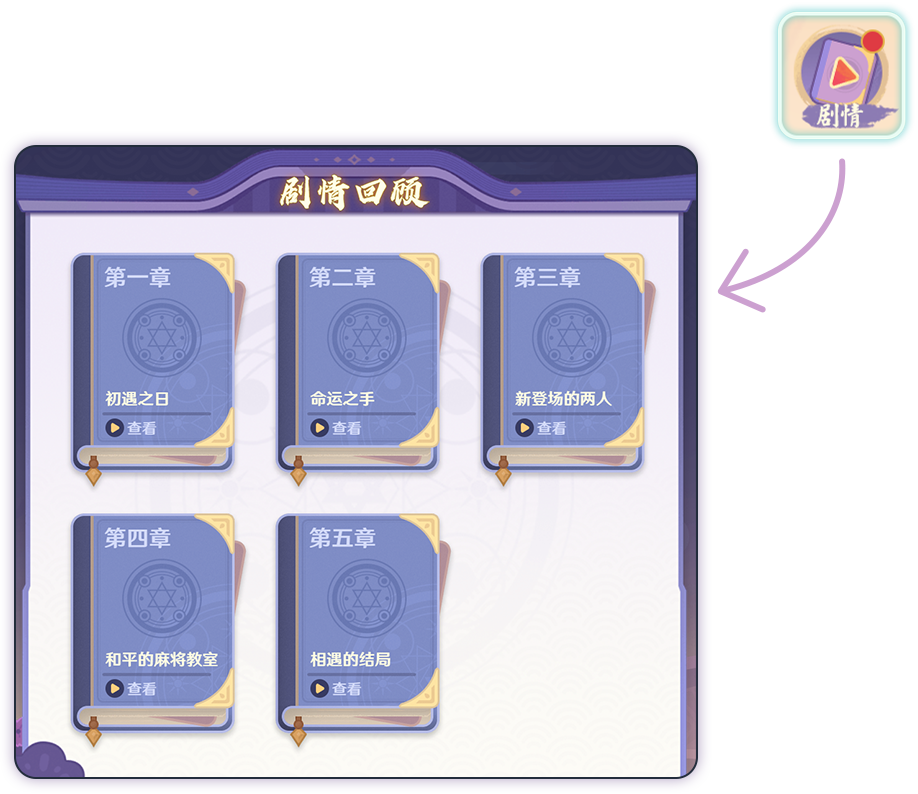 剧情
剧情回顾
第一章
初遇之日
查看
第二章
命运之手
查看
第三章
新登场的两人
查看
第四章
和平的麻将教室
查看
第五章
相遇的结局
查看